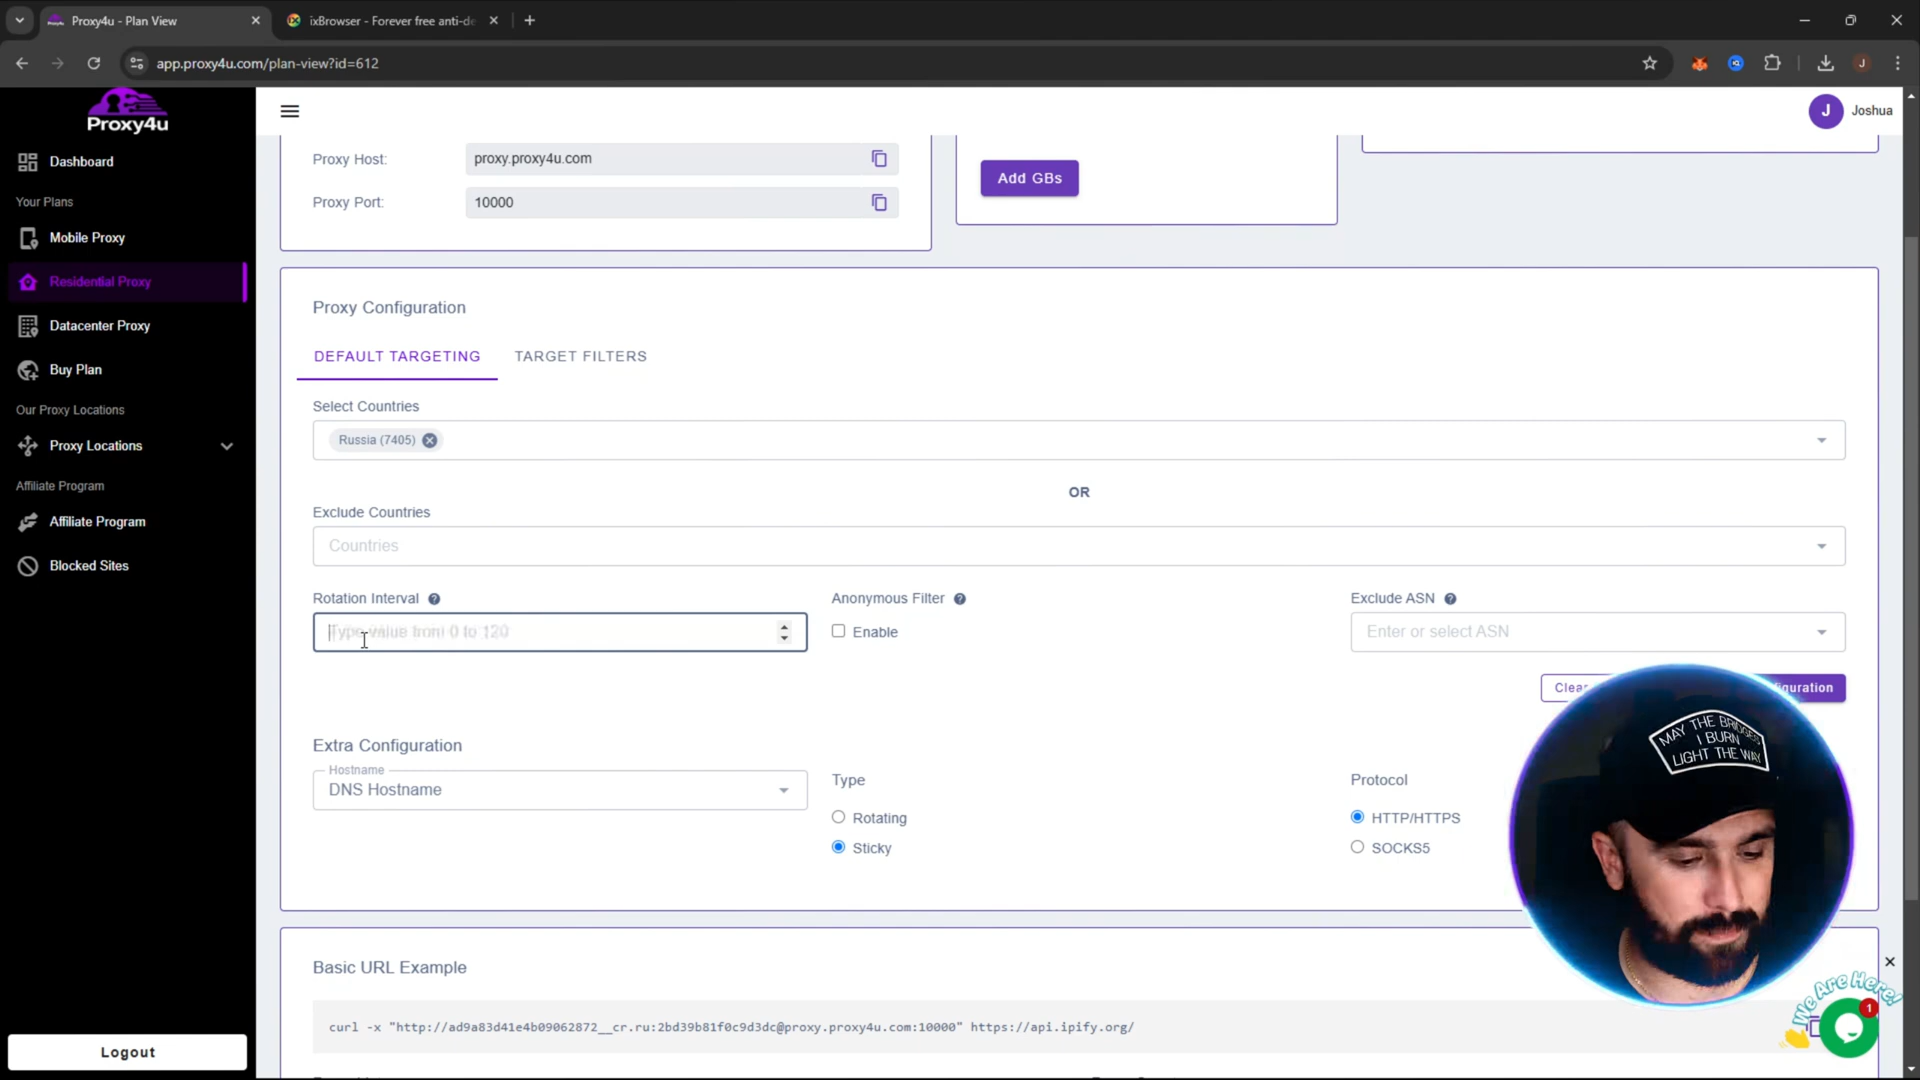 Proxy4u - Plan View
ixBrowser - Forever free anti-de
app.proxy4u.com/plan-view?id=612
J
Proxy4u
J
Joshua
Dashboard
Your Plans
Mobile Proxy
Residential Proxy
Datacenter Proxy
Buy Plan
Our Proxy Locations
Proxy Locations
Affiliate Program
Affiliate Program
Blocked Sites
Logout
Proxy Host:
proxy.proxy4u.com
Proxy Port:
10000
Add GBs
Proxy Configuration
DEFAULT TARGETING
TARGET FILTERS
Select Countries
Russia (7405)
OR
Exclude Countries
Countries
Rotation Interval
Type value from 0 to 120
Anonymous Filter
Enable
Exclude ASN
Enter or select ASN
Clear
guration
Extra Configuration
Hostname
DNS Hostname
Type
Rotating
Sticky
Protocol
HTTP/HTTPS
SOCKS5
MAY THE BRIDGES
I BURN
LIGHT THE WAY
Basic URL Example
curl -x "http://ad9a83d41e4b09062872__cr.ru:2bd39b81f0c9d3dc@proxy.proxy4u.com:10000" https://api.ipify.org/
We Are Here!
1